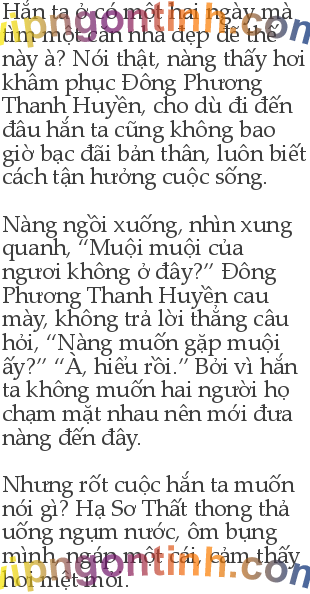 Hắn ta ở có một hai ngày mà
tìm một căn nhà đẹp đẽ thế
này à? Nói thật, nàng thấy hơi
khâm phục Đông Phương
Thanh Huyền, cho dù đi đến
đâu hắn ta cũng không bao
giờ bạc đãi bản thân, luôn biết
cách tận hưởng cuộc sống.
Nàng ngồi xuống, nhìn xung
quanh, “Muội muội của
ngươi không ở đây?” Đông
Phương Thanh Huyền cau
mày, không trả lời thẳng câu
hỏi, “Nàng muốn gặp muội
ấy?” “À, hiểu rồi.” Bởi vì hắn
ta không muốn hai người họ
chạm mặt nhau nên mới đưa
nàng đến đây.
Nhưng rốt cuộc hắn ta muốn
nói gì? Hạ Sơ Thất thong thả
uống ngụm nước, ôm bụng
mình, ngáp một cái, cảm thấy
hơi mệt mỏi.